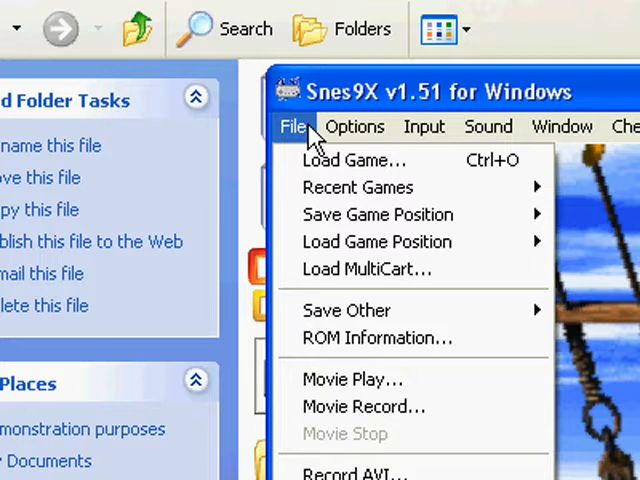 Search Folders
d Folder Tasks
name this file
ove this file
py this file
blish this file to the Web
mail this file
lete this file
Places
monstration purposes
Documents
Snes9X v1.51 for Windows
File Options Input Sound Window Che
Load Game... Ctrl+O
Recent Games
Save Game Position
Load Game Position
Load MultiCart...
Save Other
ROM Information...
Movie Play...
Movie Record...
Movie Stop
Record AVI...